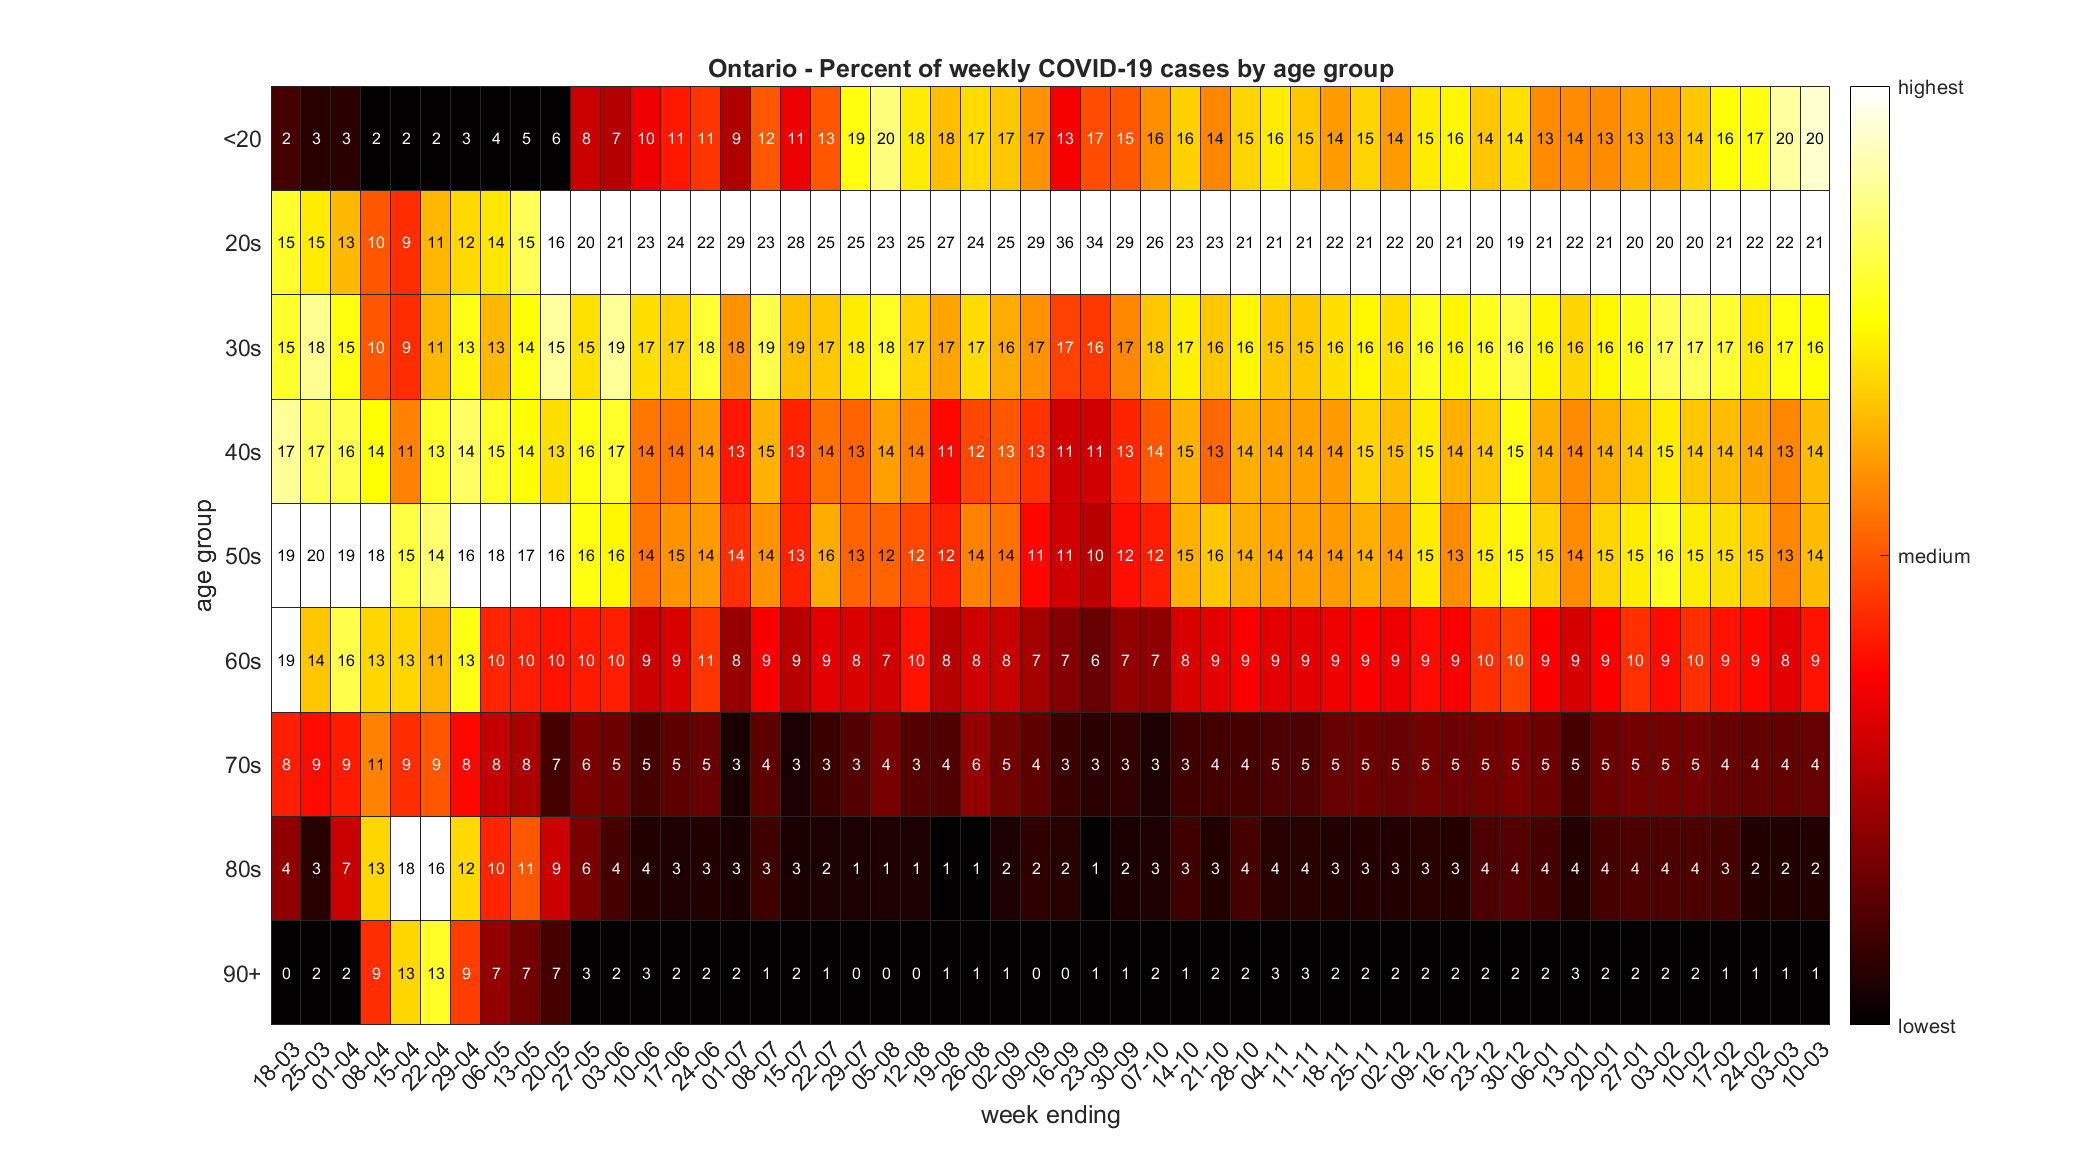 Ontario - Percent of weekly COVID-19 cases by age group
highest
<20 2 3 3 2 2 2 3 4 5 6 8 7 10 11 11 9 12 11 13 19 20 18 18 17 17 17 13 17 15 16 16 14 15 16 15 14 15 14 15 16 14 14 13 14 13 13 13 14 16 17 20 20
20s 15 15 13 10 9 11 12 14 15 16 20 21 23 24 22 29 23 28 25 25 23 25 27 24 25 29 36 34 29 26 23 23 21 21 21 22 21 22 20 21 20 19 21 22 21 20 20 20 21 22 22 21
30s 15 18 15 10 9 11 13 13 14 15 15 19 17 17 18 18 19 19 17 18 18 17 17 17 16 17 17 16 17 18 17 16 16 15 15 16 16 16 16 16 16 16 16 16 16 16 17 17 17 16 17 16
40s 17 17 16 14 11 13 14 15 14 13 16 17 14 14 14 13 15 13 14 13 14 14 11 12 13 13 11 11 13 14 15 13 14 14 14 14 15 15 15 14 14 15 14 14 14 14 15 14 14 14 13 14
50s 19 20 19 18 15 14 16 18 17 16 16 16 14 15 14 14 14 13 16 13 12 12 12 14 14 11 11 10 12 12 15 16 14 14 14 14 14 14 15 13 15 15 15 14 15 15 16 15 15 15 13 14
medium
60s 19 14 16 13 13 11 13 10 10 10 10 10 9 9 11 8 9 9 9 8 7 10 8 8 8 7 7 6 7 7 8 9 9 9 9 9 9 9 9 9 10 10 9 9 9 10 9 10 9 9 8 9
70s 8 9 9 11 9 9 8 8 8 7 6 5 5 5 5 3 4 3 3 3 4 3 4 6 5 4 3 3 3 3 3 4 4 5 5 5 5 5 5 5 5 5 5 5 5 5 5 5 4 4 4 4
80s 4 3 7 13 18 16 12 10 11 9 6 4 4 3 3 3 3 3 2 1 1 1 1 1 2 2 2 1 2 3 3 3 4 4 4 3 3 3 3 3 4 4 4 4 4 4 4 4 3 2 2 2
90+ 0 2 2 9 13 13 9 7 7 7 3 2 3 2 2 2 1 2 1 0 0 0 1 1 1 0 0 1 1 2 1 2 2 3 3 2 2 2 2 2 2 2 2 3 2 2 2 2 1 1 1 1
lowest
age group
18-03 25-03 01-04 08-04 15-04 22-04 29-04 06-05 13-05 20-05 27-05 03-06 10-06 17-06 24-06 01-07 08-07 15-07 22-07 29-07 05-08 12-08 19-08 26-08 02-09 09-09 16-09 23-09 30-09 07-10 14-10 21-10 28-10 04-11 11-11 18-11 25-11 02-12 09-12 16-12 23-12 30-12 06-01 13-01 20-01 27-01 03-02 10-02 17-02 24-02 03-03 10-03
week ending